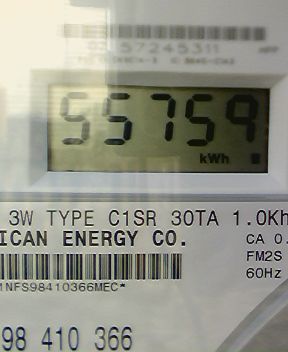 57245311
55759
kWh
3W TYPE C1SR 30TA 1.0Kh
ICAN ENERGY CO.
CA 0.
FM2S
60Hz
1NFS98410366MEC*
98 410 366